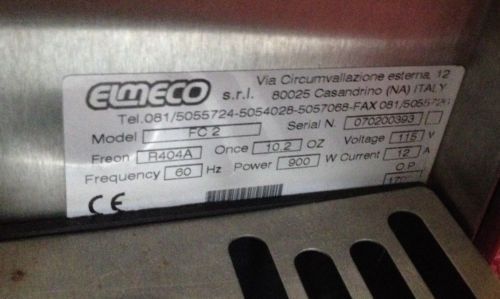 ELMECO s.r.l. Via Circumvallazione esterna, 12
80025 Casandrino (NA) ITALY
Tel.081/5055724-5054028-5057068-FAX 081/5055726
Model FC 2 Serial N. 070200393
Freon R404A Once 10.2 OZ Voltage 115 V
Frequency 60 Hz Power 900 W Current 12 A
O.P.
CE